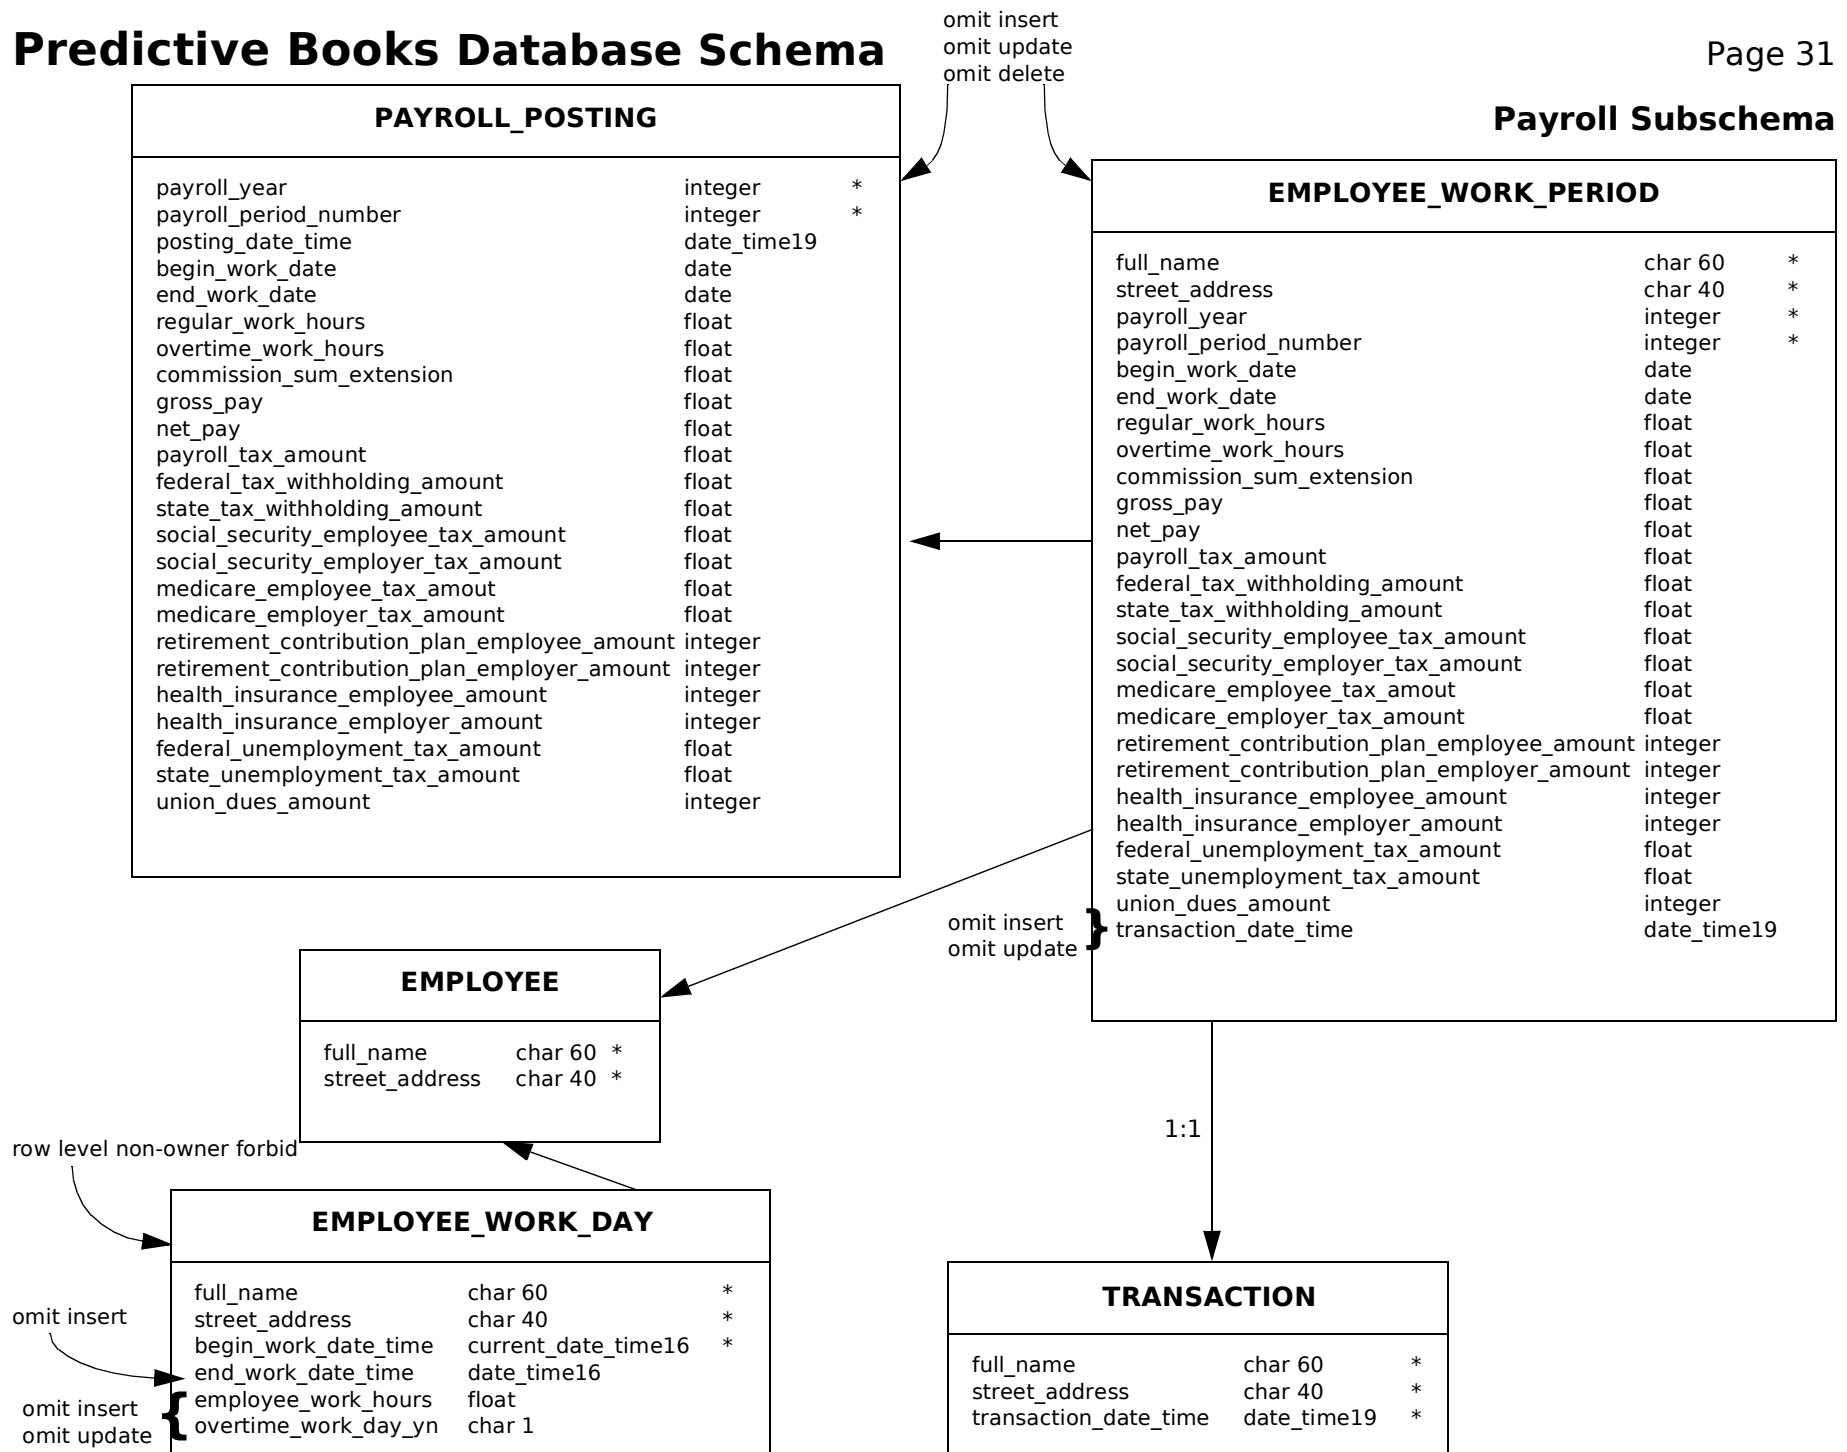 omit insert
omit update
omit delete
Predictive Books Database Schema
Page 31
Payroll Subschema
PAYROLL_POSTING
payroll_year integer *
payroll_period_number integer *
posting_date_time date_time19
begin_work_date date
end_work_date date
regular_work_hours float
overtime_work_hours float
commission_sum_extension float
gross_pay float
net_pay float
payroll_tax_amount float
federal_tax_withholding_amount float
state_tax_withholding_amount float
social_security_employee_tax_amount float
social_security_employer_tax_amount float
medicare_employee_tax_amout float
medicare_employer_tax_amount float
retirement_contribution_plan_employee_amount integer
retirement_contribution_plan_employer_amount integer
health_insurance_employee_amount integer
health_insurance_employer_amount integer
federal_unemployment_tax_amount float
state_unemployment_tax_amount float
union_dues_amount integer
EMPLOYEE_WORK_PERIOD
full_name char 60 *
street_address char 40 *
payroll_year integer *
payroll_period_number integer *
begin_work_date date
end_work_date date
regular_work_hours float
overtime_work_hours float
commission_sum_extension float
gross_pay float
net_pay float
payroll_tax_amount float
federal_tax_withholding_amount float
state_tax_withholding_amount float
social_security_employee_tax_amount float
social_security_employer_tax_amount float
medicare_employee_tax_amout float
medicare_employer_tax_amount float
retirement_contribution_plan_employee_amount integer
retirement_contribution_plan_employer_amount integer
health_insurance_employee_amount integer
health_insurance_employer_amount integer
federal_unemployment_tax_amount float
state_unemployment_tax_amount float
union_dues_amount integer
transaction_date_time date_time19
omit insert
omit update }
EMPLOYEE
full_name char 60 *
street_address char 40 *
1:1
row level non-owner forbid
EMPLOYEE_WORK_DAY
full_name char 60 *
street_address char 40 *
begin_work_date_time current_date_time16 *
end_work_date_time date_time16
employee_work_hours float
overtime_work_day_yn char 1
omit insert
omit insert
omit update {
TRANSACTION
full_name char 60 *
street_address char 40 *
transaction_date_time date_time19 *